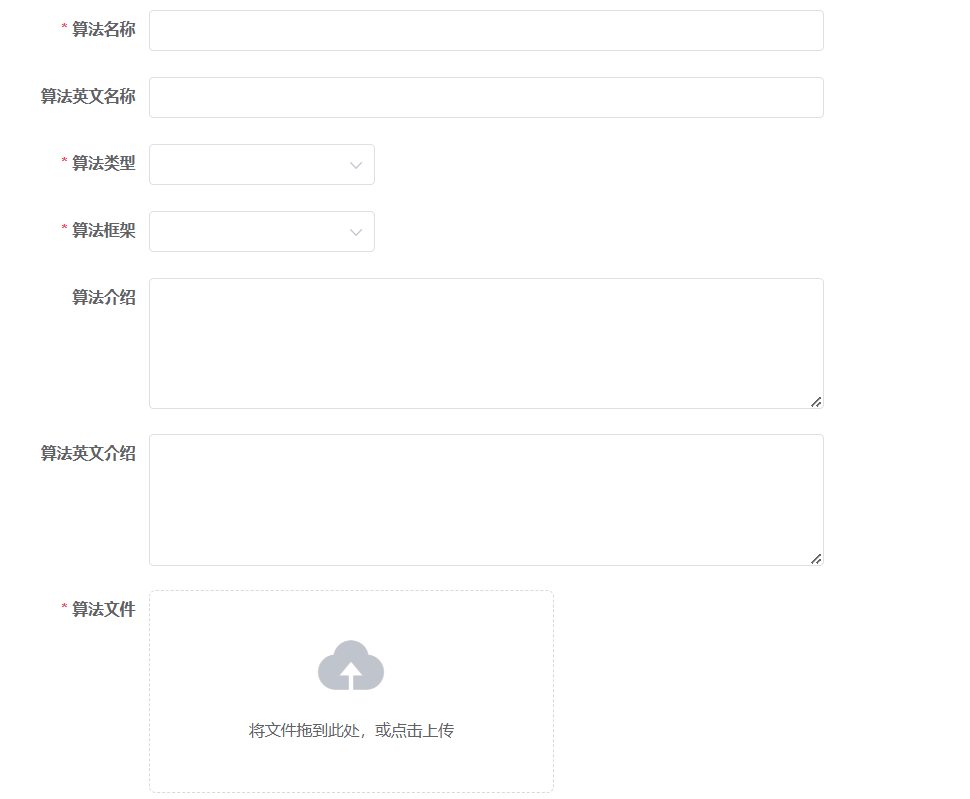 * 算法名称
算法英文名称
* 算法类型
* 算法框架
算法介绍
算法英文介绍
* 算法文件
将文件拖到此处，或点击上传